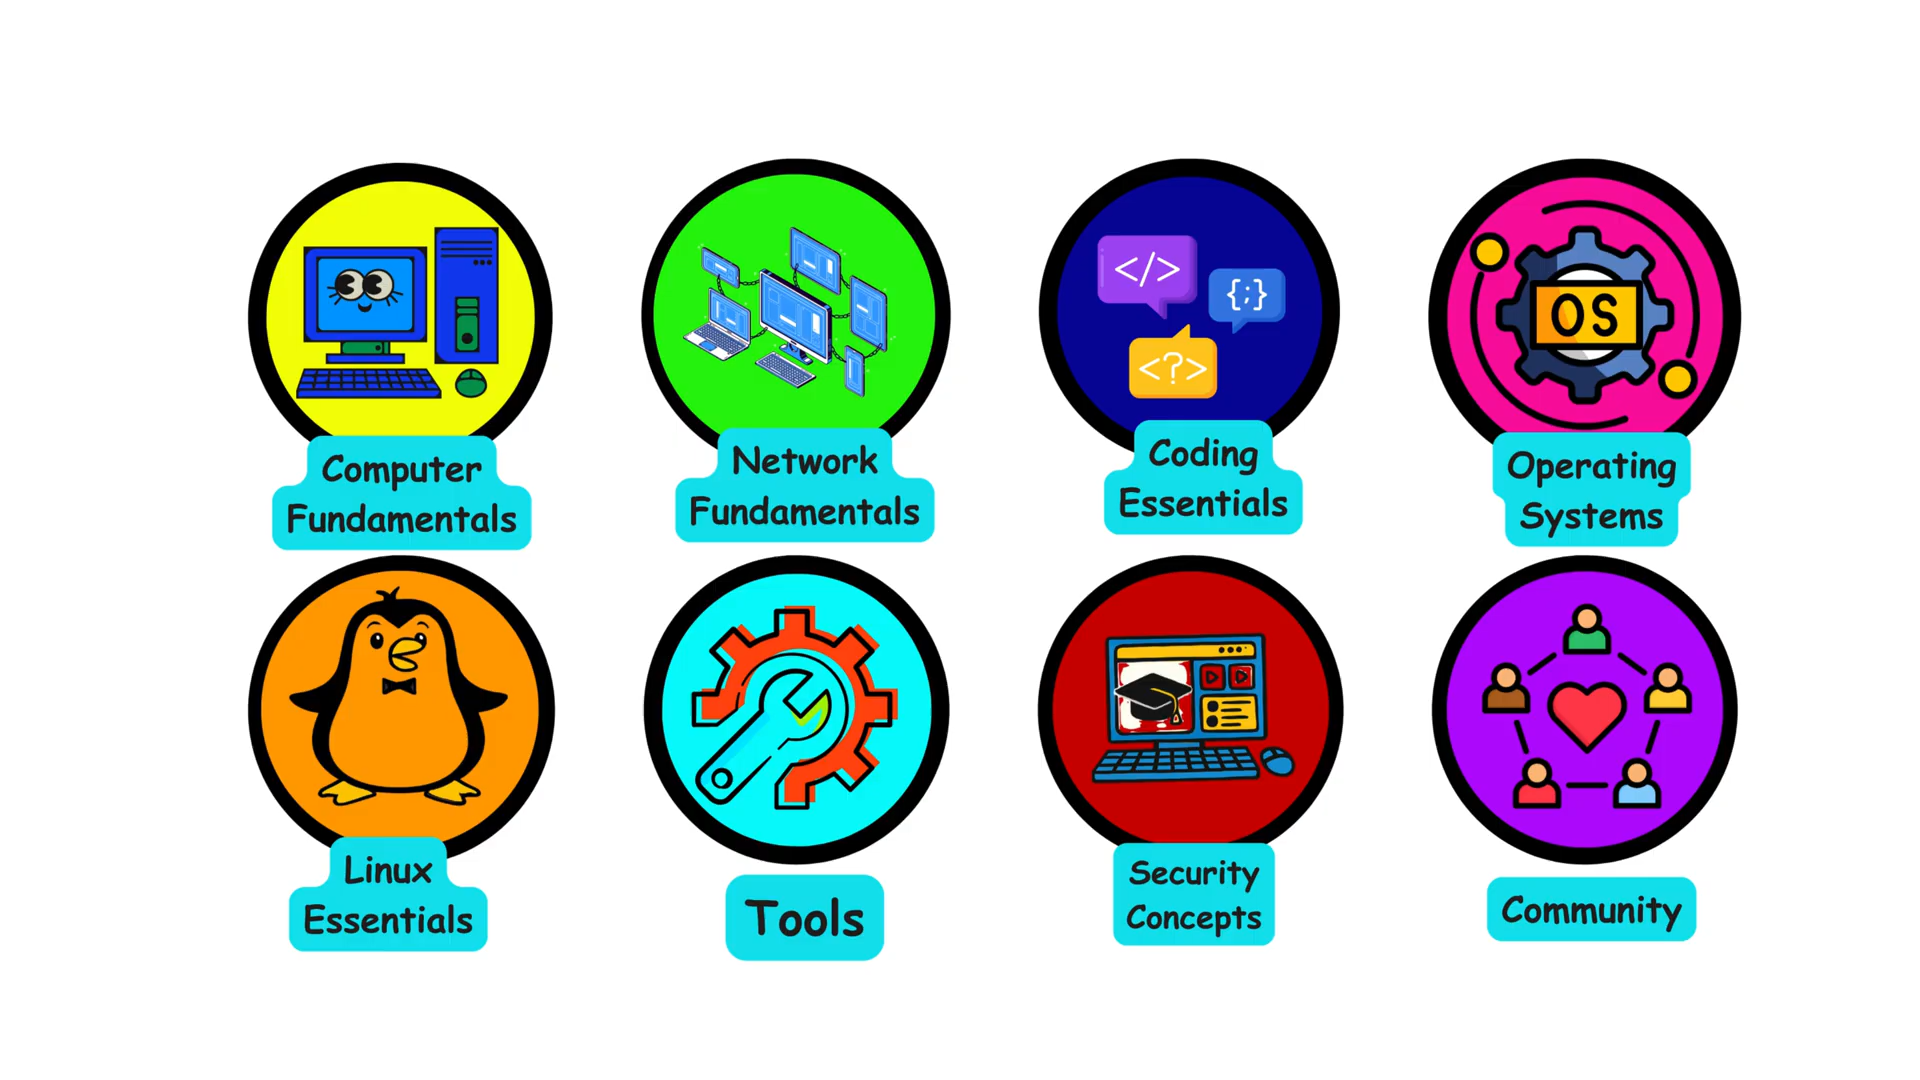 </>
{;}
<?>
OS
Computer
Fundamentals
Network
Fundamentals
Coding
Essentials
Operating
Systems
Linux
Essentials
Tools
Security
Concepts
Community